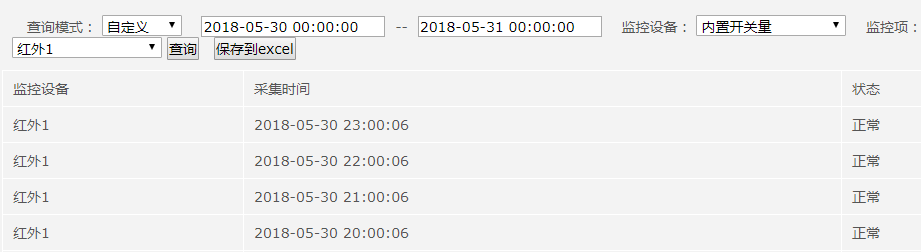 查询模式： 自定义 2018-05-30 00:00:00 -- 2018-05-31 00:00:00 监控设备： 内置开关量 监控项：
红外1 查询 保存到excel
监控设备 采集时间 状态
红外1 2018-05-30 23:00:06 正常
红外1 2018-05-30 22:00:06 正常
红外1 2018-05-30 21:00:06 正常
红外1 2018-05-30 20:00:06 正常